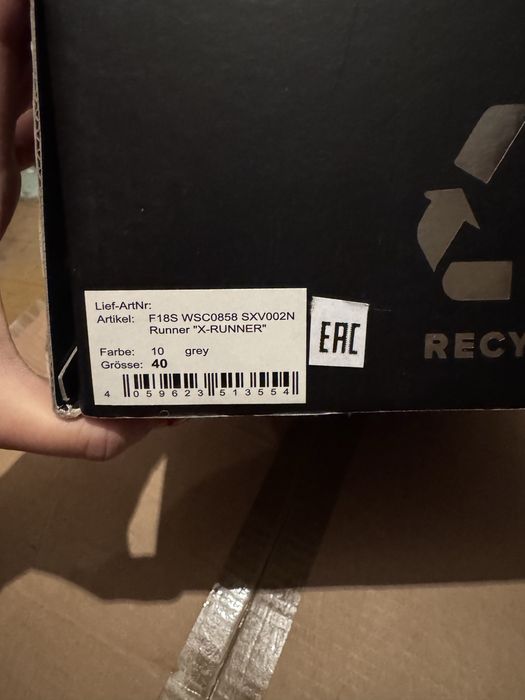 Lief-ArtNr:
Artikel: F18S WSC0858 SXV002N
Runner "X-RUNNER"
Farbe: 10 grey
Grösse: 40
4 059623 513554
EAC
RECY